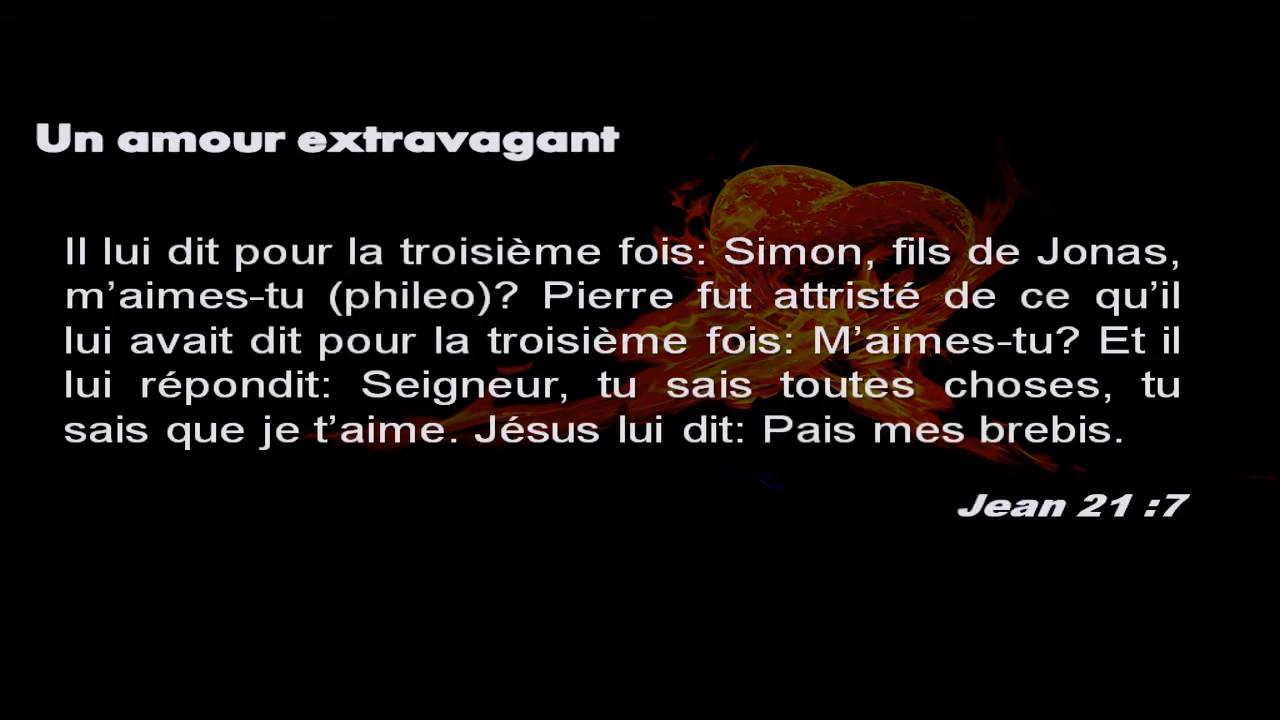 Un amour extravagant
Il lui dit pour la troisième fois: Simon, fils de Jonas,
m’aimes-tu (phileo)? Pierre fut attristé de ce qu’il
lui avait dit pour la troisième fois: M’aimes-tu? Et il
lui répondit: Seigneur, tu sais toutes choses, tu
sais que je t’aime. Jésus lui dit: Pais mes brebis.
Jean 21 :7